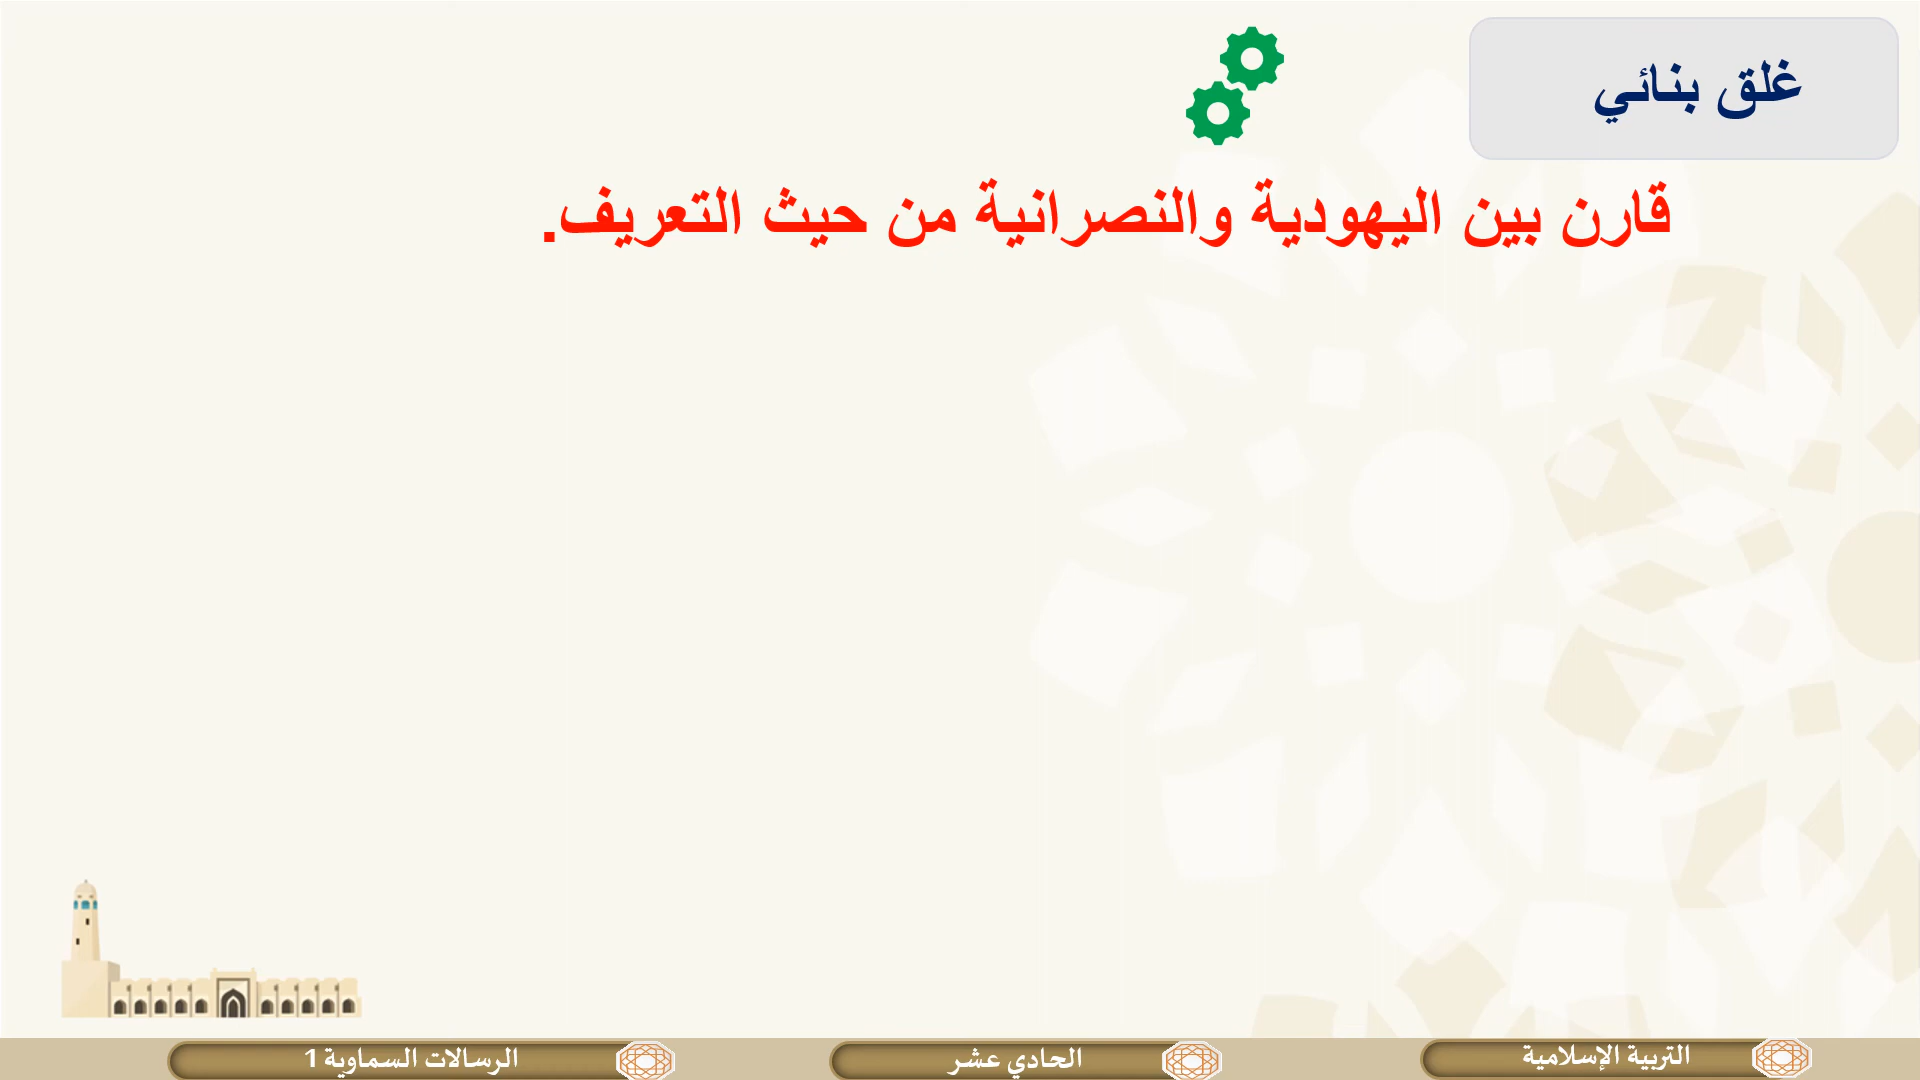 غلق بنائي
قارن بين اليهودية والنصرانية من حيث التعريف.
التربية الإسلامية
الحادي عشر
الرسالات السماوية 1